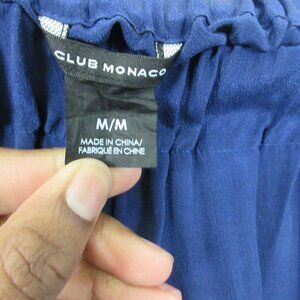 CLUB MONACO
M/M
MADE IN CHINA/
FABRIQUÉ EN CHINE